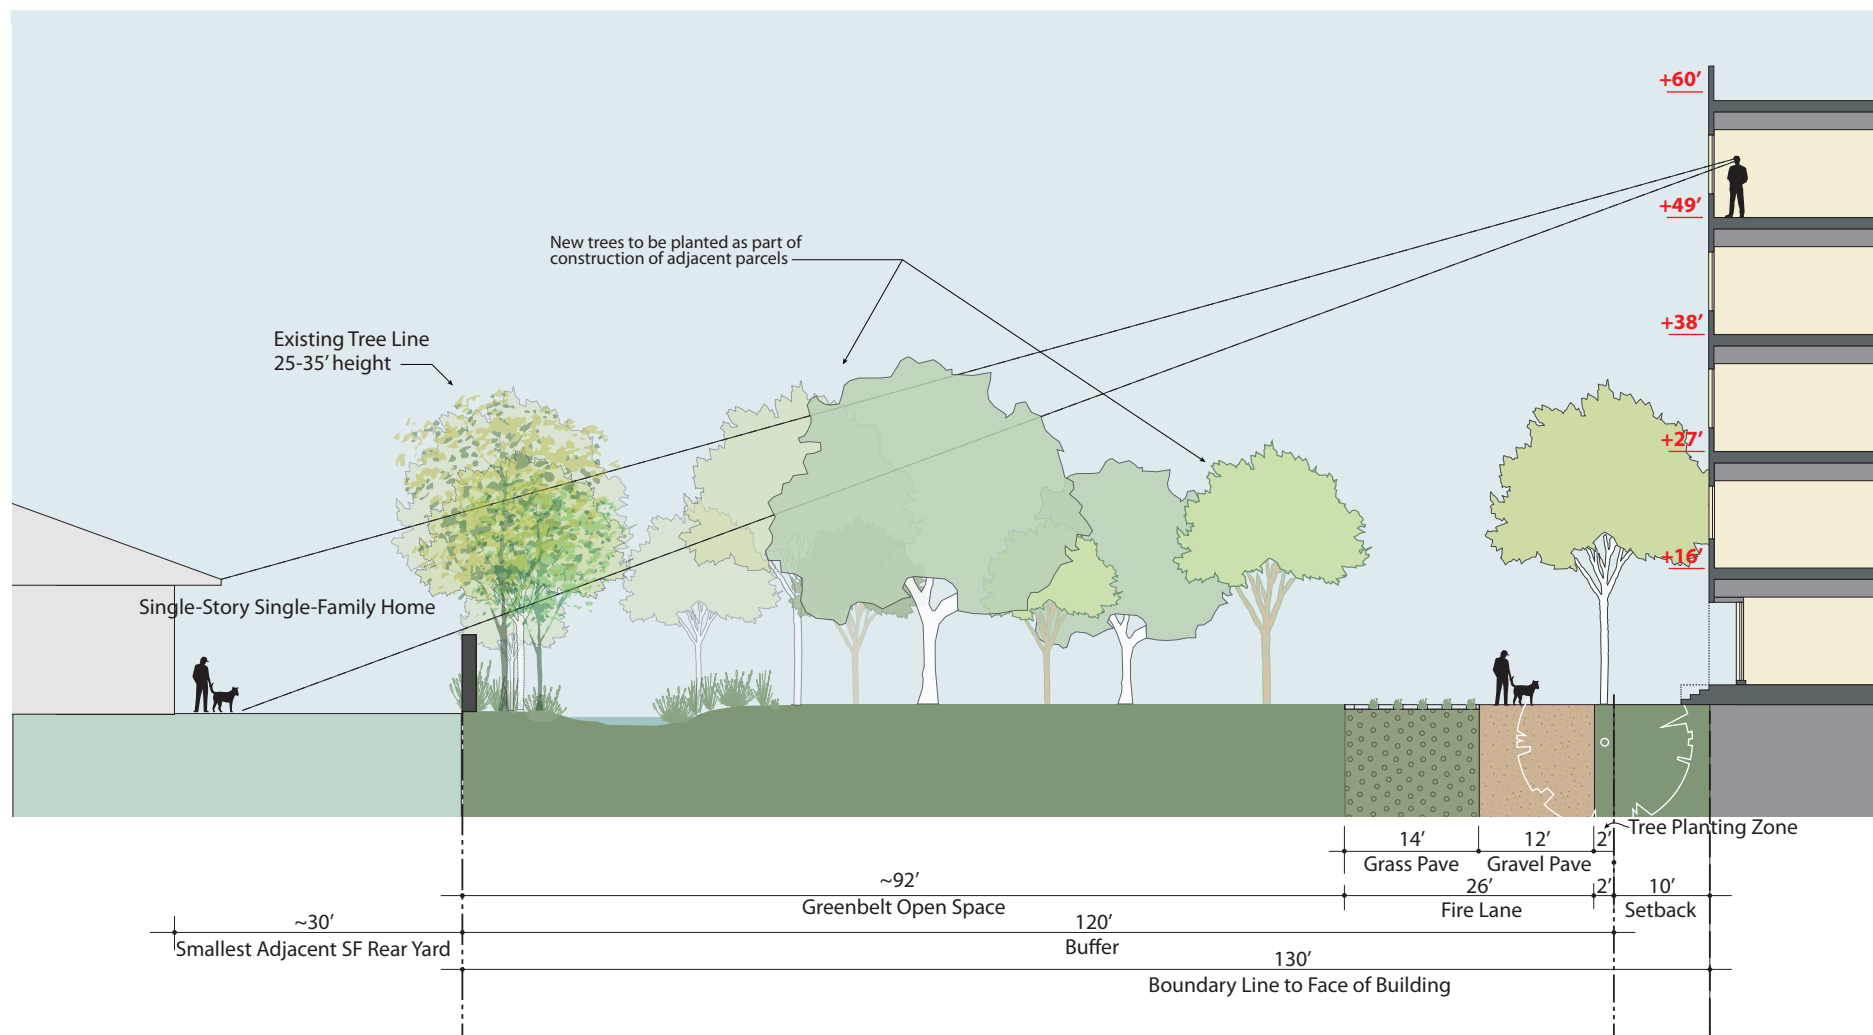 +60’
+49’
New trees to be planted as part of
construction of adjacent parcels
+38’
Existing Tree Line
25-35’ height
+27’
+16’
Single-Story Single-Family Home
Tree Planting Zone
14’ 12’ 2’
Grass Pave Gravel Pave
~92’ 26’ 2’ 10’
Greenbelt Open Space Fire Lane Setback
~30’ 120’
Smallest Adjacent SF Rear Yard Buffer
130’
Boundary Line to Face of Building